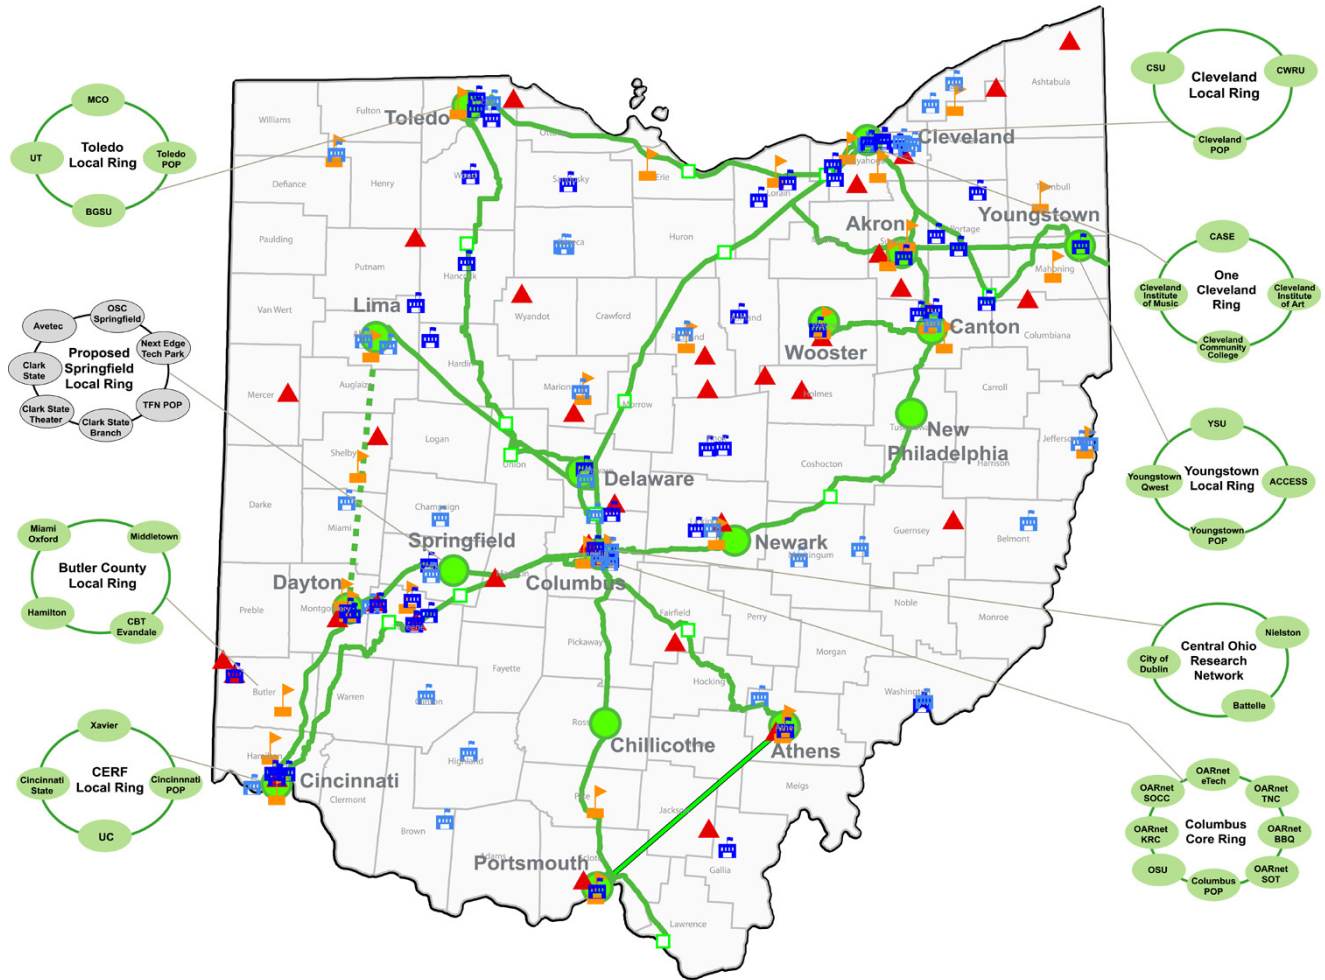 MCO
Toledo
Local Ring
UT
Toledo
POP
BGSU
OSC
Springfield
Avetec
Next Edge
Tech Park
Proposed
Springfield
Local Ring
Clark
State
TFN POP
Clark State
Theater
Clark State
Branch
Miami
Oxford
Middletown
Butler County
Local Ring
Hamilton
CBT
Evandale
Xavier
CERF
Local Ring
Cincinnati
State
Cincinnnati
POP
UC
CSU
Cleveland
Local Ring
CWRU
Cleveland
POP
CASE
One
Cleveland
Ring
Cleveland
Institute
of Music
Cleveland
Institute
of Art
Cleveland
Community
College
YSU
Youngstown
Local Ring
Youngstown
Qwest
ACCESS
Youngstown
POP
Nielston
Central Ohio
Research
Network
City of
Dublin
Battelle
OARnet
eTech
OARnet
SOCC
OARnet
TNC
Columbus
Core Ring
OARnet
KRC
OARnet
BBQ
OSU
Columbus
POP
OARnet
SOT
Toledo
Cleveland
Akron
Youngstown
Lima
Wooster
Canton
New
Philadelphia
Delaware
Springfield
Newark
Columbus
Dayton
Chillicothe
Athens
Cincinnati
Portsmouth
Williams
Fulton
Ashtabula
Defiance
Henry
Erie
Lorain
Huron
Portage
Paulding
Putnam
Hancock
Mahoning
Van Wert
Wyandot
Crawford
Columbiana
Hardin
Auglaize
Mercer
Marion
Morrow
Holmes
Carroll
Logan
Shelby
Union
Coshocton
Harrison
Darke
Champaign
Miami
Guernsey
Belmont
Preble
Fairfield
Perry
Noble
Monroe
Pickaway
Morgan
Fayette
Hocking
Butler
Warren
Washington
Ross
Highland
Meigs
Clermont
Pike
Jackson
Brown
Adams
Gallia
Lawrence